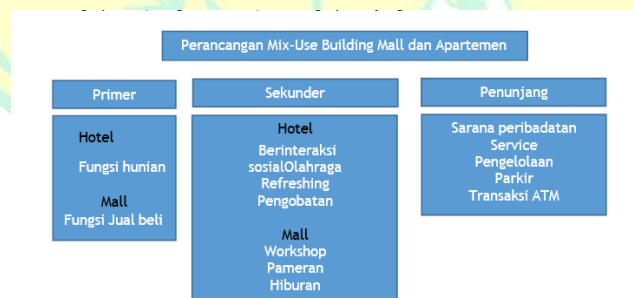 Perancangan Mix-Use Building Mall dan Apartemen
Primer
Hotel
Fungsi hunian
Mall
Fungsi Jual beli
Sekunder
Hotel
Berinteraksi
sosialOlahraga
Refreshing
Pengobatan
Mall
Workshop
Pameran
Hiburan
Penunjang
Sarana peribadatan
Service
Pengelolaan
Parkir
Transaksi ATM